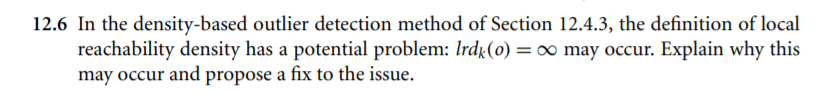 12.6 In the density-based outlier detection method of Section 12.4.3, the definition of local
reachability density has a potential problem: lrdₖ(o) = ∞ may occur. Explain why this
may occur and propose a fix to the issue.